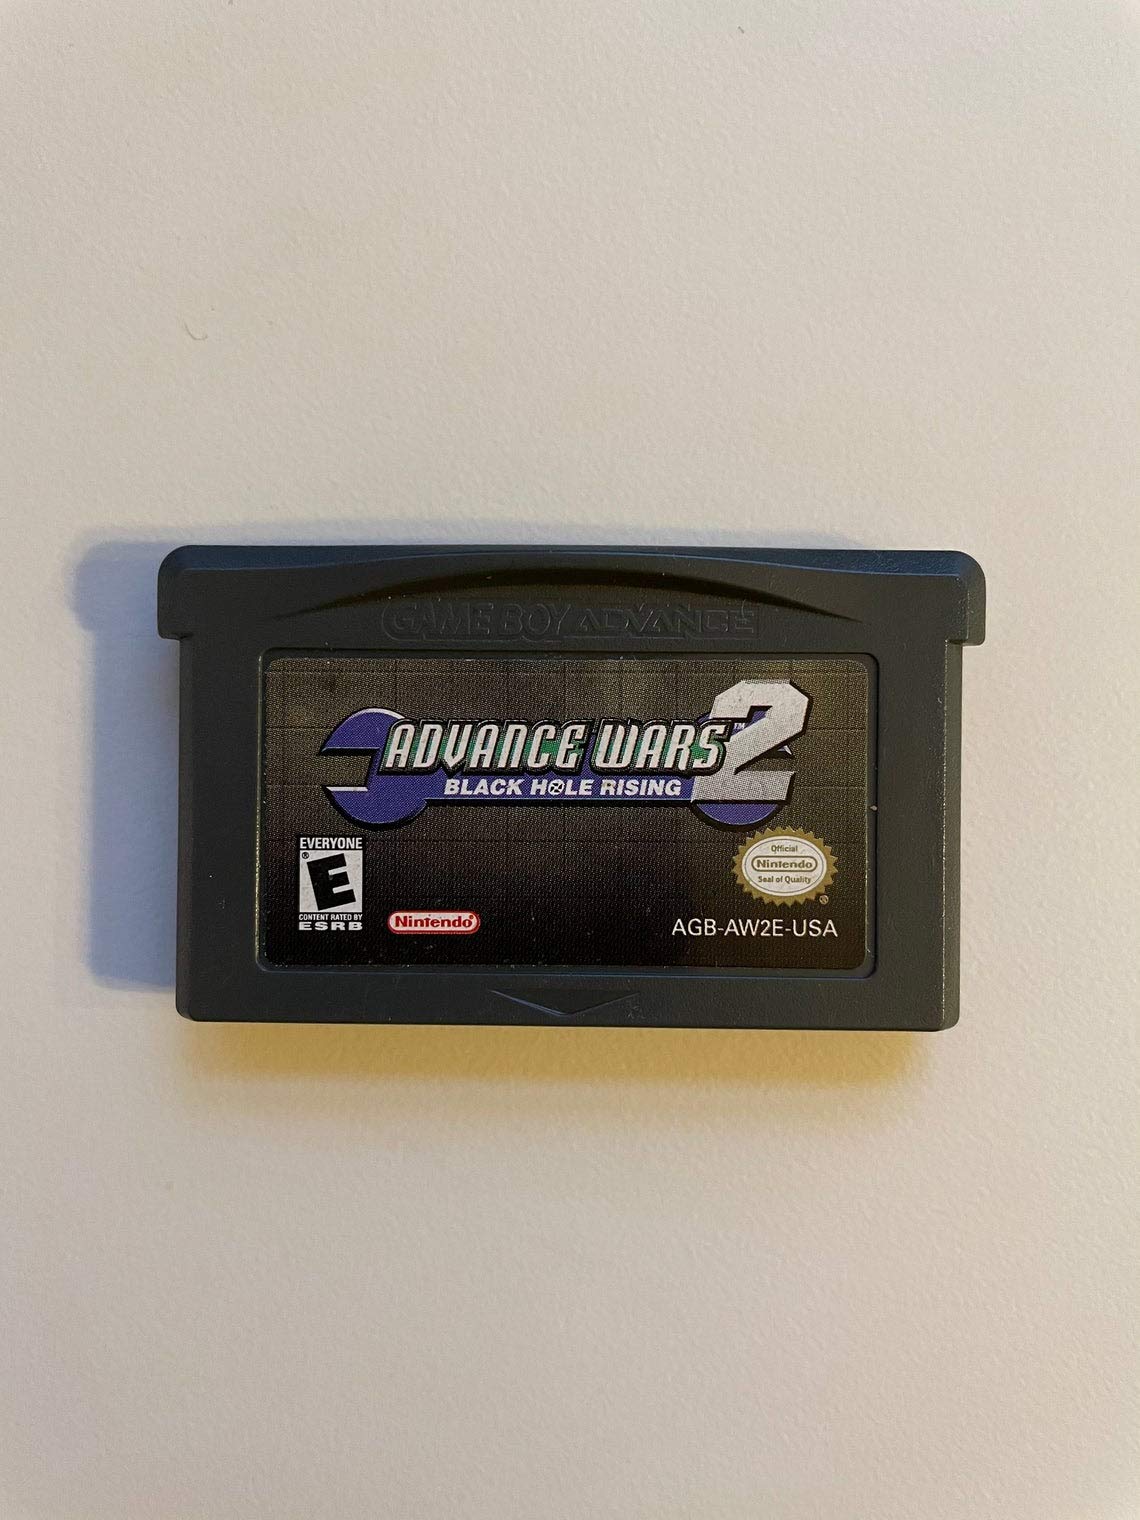 GAME BOY ADVANCE
ADVANCE WARS 2
TM
BLACK HOLE RISING
EVERYONE
E
®
CONTENT RATED BY
ESRB
Nintendo®
Official
Nintendo
Seal of Quality
®
AGB-AW2E-USA